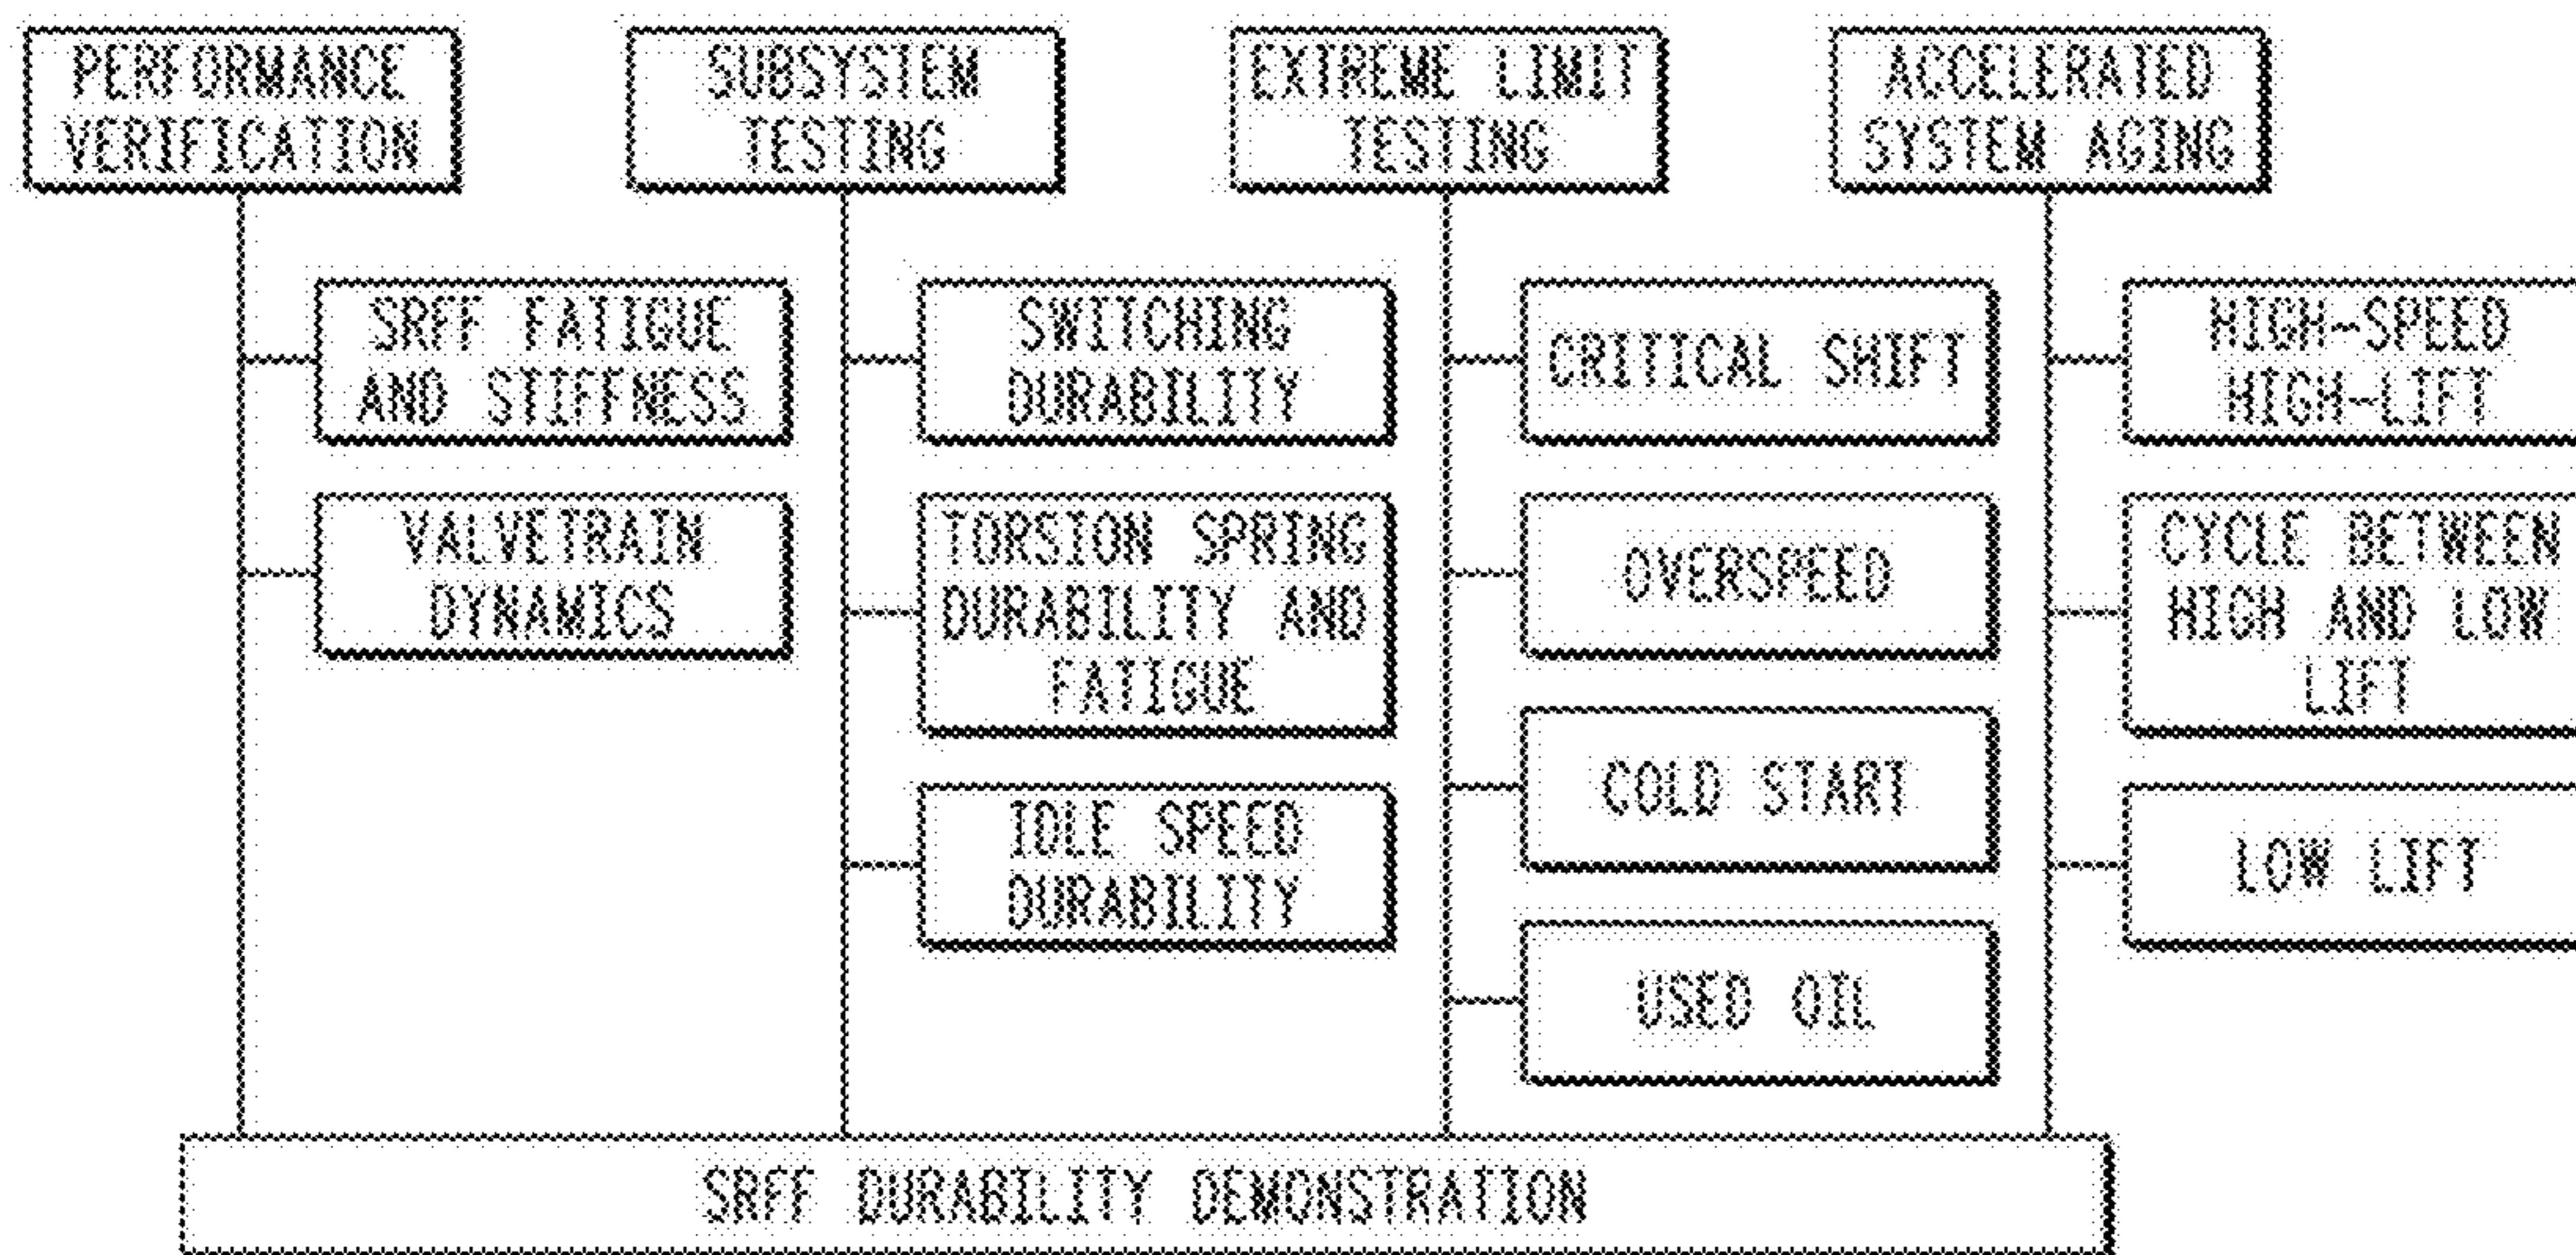 PERFORMANCE
VERIFICATION
SUBSYSTEM
TESTING
EXTREME LIMIT
TESTING
ACCELERATED
SYSTEM AGING
SRFF FATIGUE
AND STIFFNESS
VALVETRAIN
DYNAMICS
SWITCHING
DURABILITY
TORSION SPRING
DURABILITY AND
FATIGUE
IDLE SPEED
DURABILITY
CRITICAL SHIFT
OVERSPEED
COLD START
USED OIL
HIGH-SPEED
HIGH-LIFT
CYCLE BETWEEN
HIGH AND LOW
LIFT
LOW LIFT
SRFF DURABILITY DEMONSTRATION